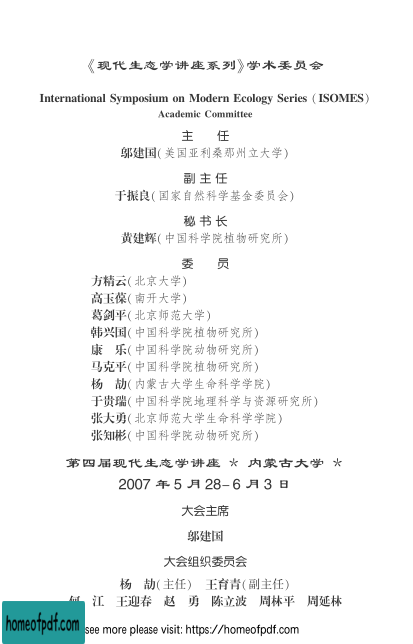 《现代生态学讲座系列》学术委员会
International Symposium on Modern Ecology Series (ISOMES)
Academic Committee
主 任
邬建国(美国亚利桑那州立大学)
副主任
于振良(国家自然科学基金委员会)
秘书长
黄建辉(中国科学院植物研究所)
委 员
方精云(北京大学)
高玉葆(南开大学)
葛剑平(北京师范大学)
韩兴国(中国科学院植物研究所)
康 乐(中国科学院动物研究所)
马克平(中国科学院植物研究所)
杨 劼(内蒙古大学生命科学学院)
于贵瑞(中国科学院地理科学与资源研究所)
张大勇(北京师范大学生命科学学院)
张知彬(中国科学院动物研究所)
第四届现代生态学讲座 * 内蒙古大学 *
2007 年 5 月 28–6 月 3 日
大会主席
邬建国
大会组织委员会
杨 劼(主任) 王育青(副主任)
江 王迎春 赵 勇 陈立波 周林平 周延林
homeofpdf.com
see more please visit: https://homeofpdf.com